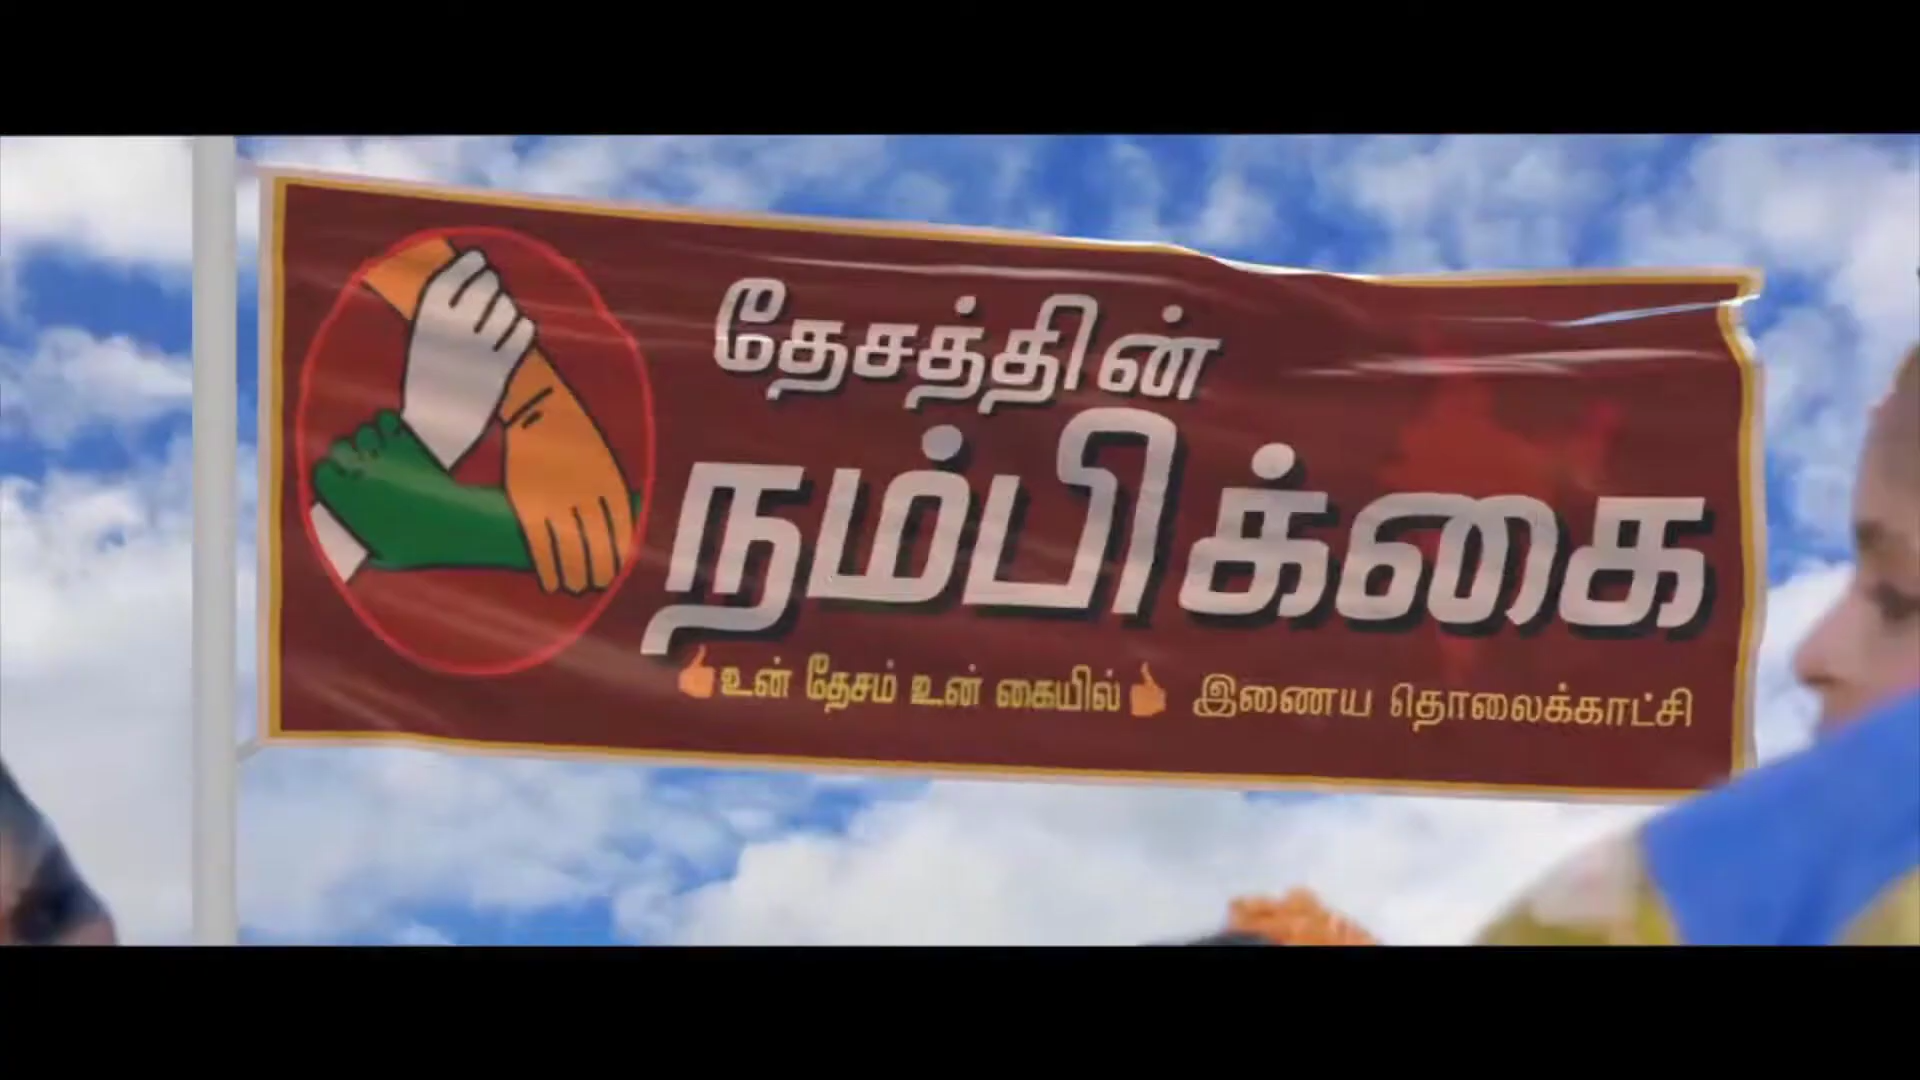 தேசத்தின்
நம்பிக்கை
உன் தேசம் உன் கையில் இணைய தொலைக்காட்சி